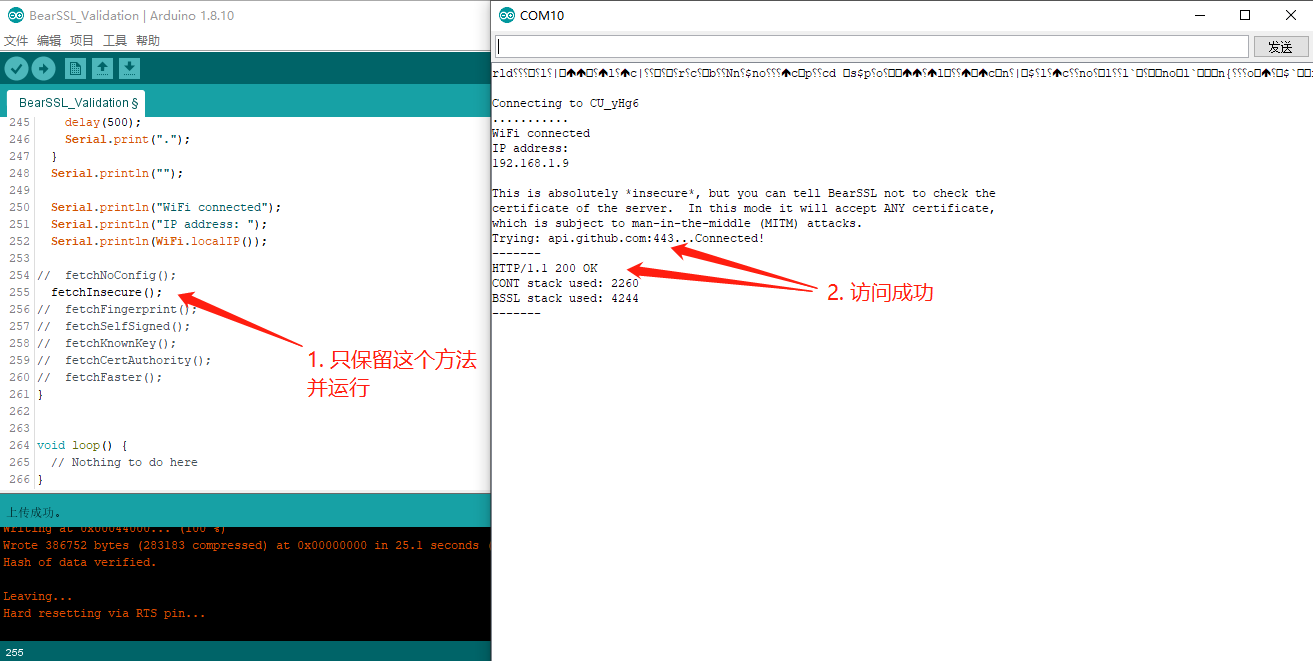 BearSSL_Validation | Arduino 1.8.10
文件 编辑 项目 工具 帮助
BearSSL_Validation §
245 delay(500);
246 Serial.print(".");
247 }
248 Serial.println("");
249
250 Serial.println("WiFi connected");
251 Serial.println("IP address: ");
252 Serial.println(WiFi.localIP());
253
254 // fetchNoConfig();
255 fetchInsecure();
256 // fetchFingerprint();
257 // fetchSelfSigned();
258 // fetchKnownKey();
259 // fetchCertAuthority();
260 // fetchFaster();
261 }
262
263
264 void loop() {
265 // Nothing to do here
266 }
1. 只保留这个方法
并运行
上传成功。
Writing at 0x00044000... (100 %)
Wrote 386752 bytes (283183 compressed) at 0x00000000 in 25.1 seconds (
Hash of data verified.
Leaving...
Hard resetting via RTS pin...
255
COM10
发送
Connecting to CU_yHg6
...........
WiFi connected
IP address:
192.168.1.9
This is absolutely *insecure*, but you can tell BearSSL not to check the
certificate of the server.  In this mode it will accept ANY certificate,
which is subject to man-in-the-middle (MITM) attacks.
Trying: api.github.com:443...Connected!
-------
HTTP/1.1 200 OK
CONT stack used: 2260
BSSL stack used: 4244
-------
2. 访问成功